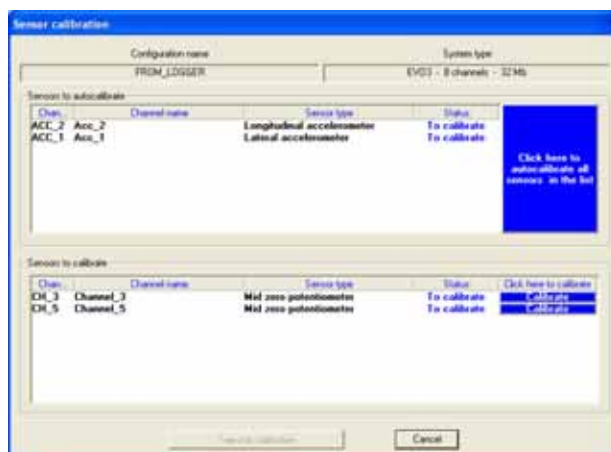 Sensor calibration
Configuration name System type
FROM_LOGGER EVO3 - 8 channels - 32 Mb
Sensors to autocalibrate
Chan... Channel name Sensor type Status
ACC_2 Acc_2 Longitudinal accelerometer To calibrate
ACC_1 Acc_1 Lateral accelerometer To calibrate
Click here to
autocalibrate all
sensors in the list
Sensors to calibrate
Chan... Channel name Sensor type Status Click here to calibrate
CH_3 Channel_3 Mid zero potentiometer To calibrate Calibrate
CH_5 Channel_5 Mid zero potentiometer To calibrate Calibrate
Cancel